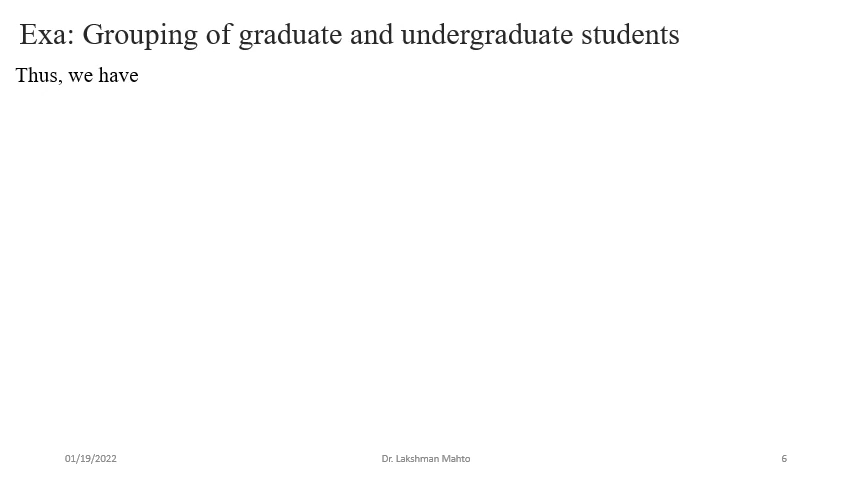 Exa: Grouping of graduate and undergraduate students
Thus, we have
01/19/2022
Dr. Lakshman Mahto
6